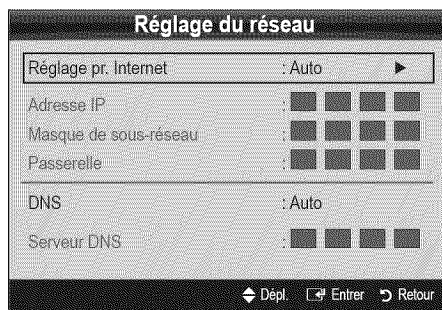 Réglage du réseau
Réglage pr. Internet : Auto ►
Adresse IP :
Masque de sous-réseau :
Passerelle :
DNS : Auto
Serveur DNS :
Dépl. Entrer Retour